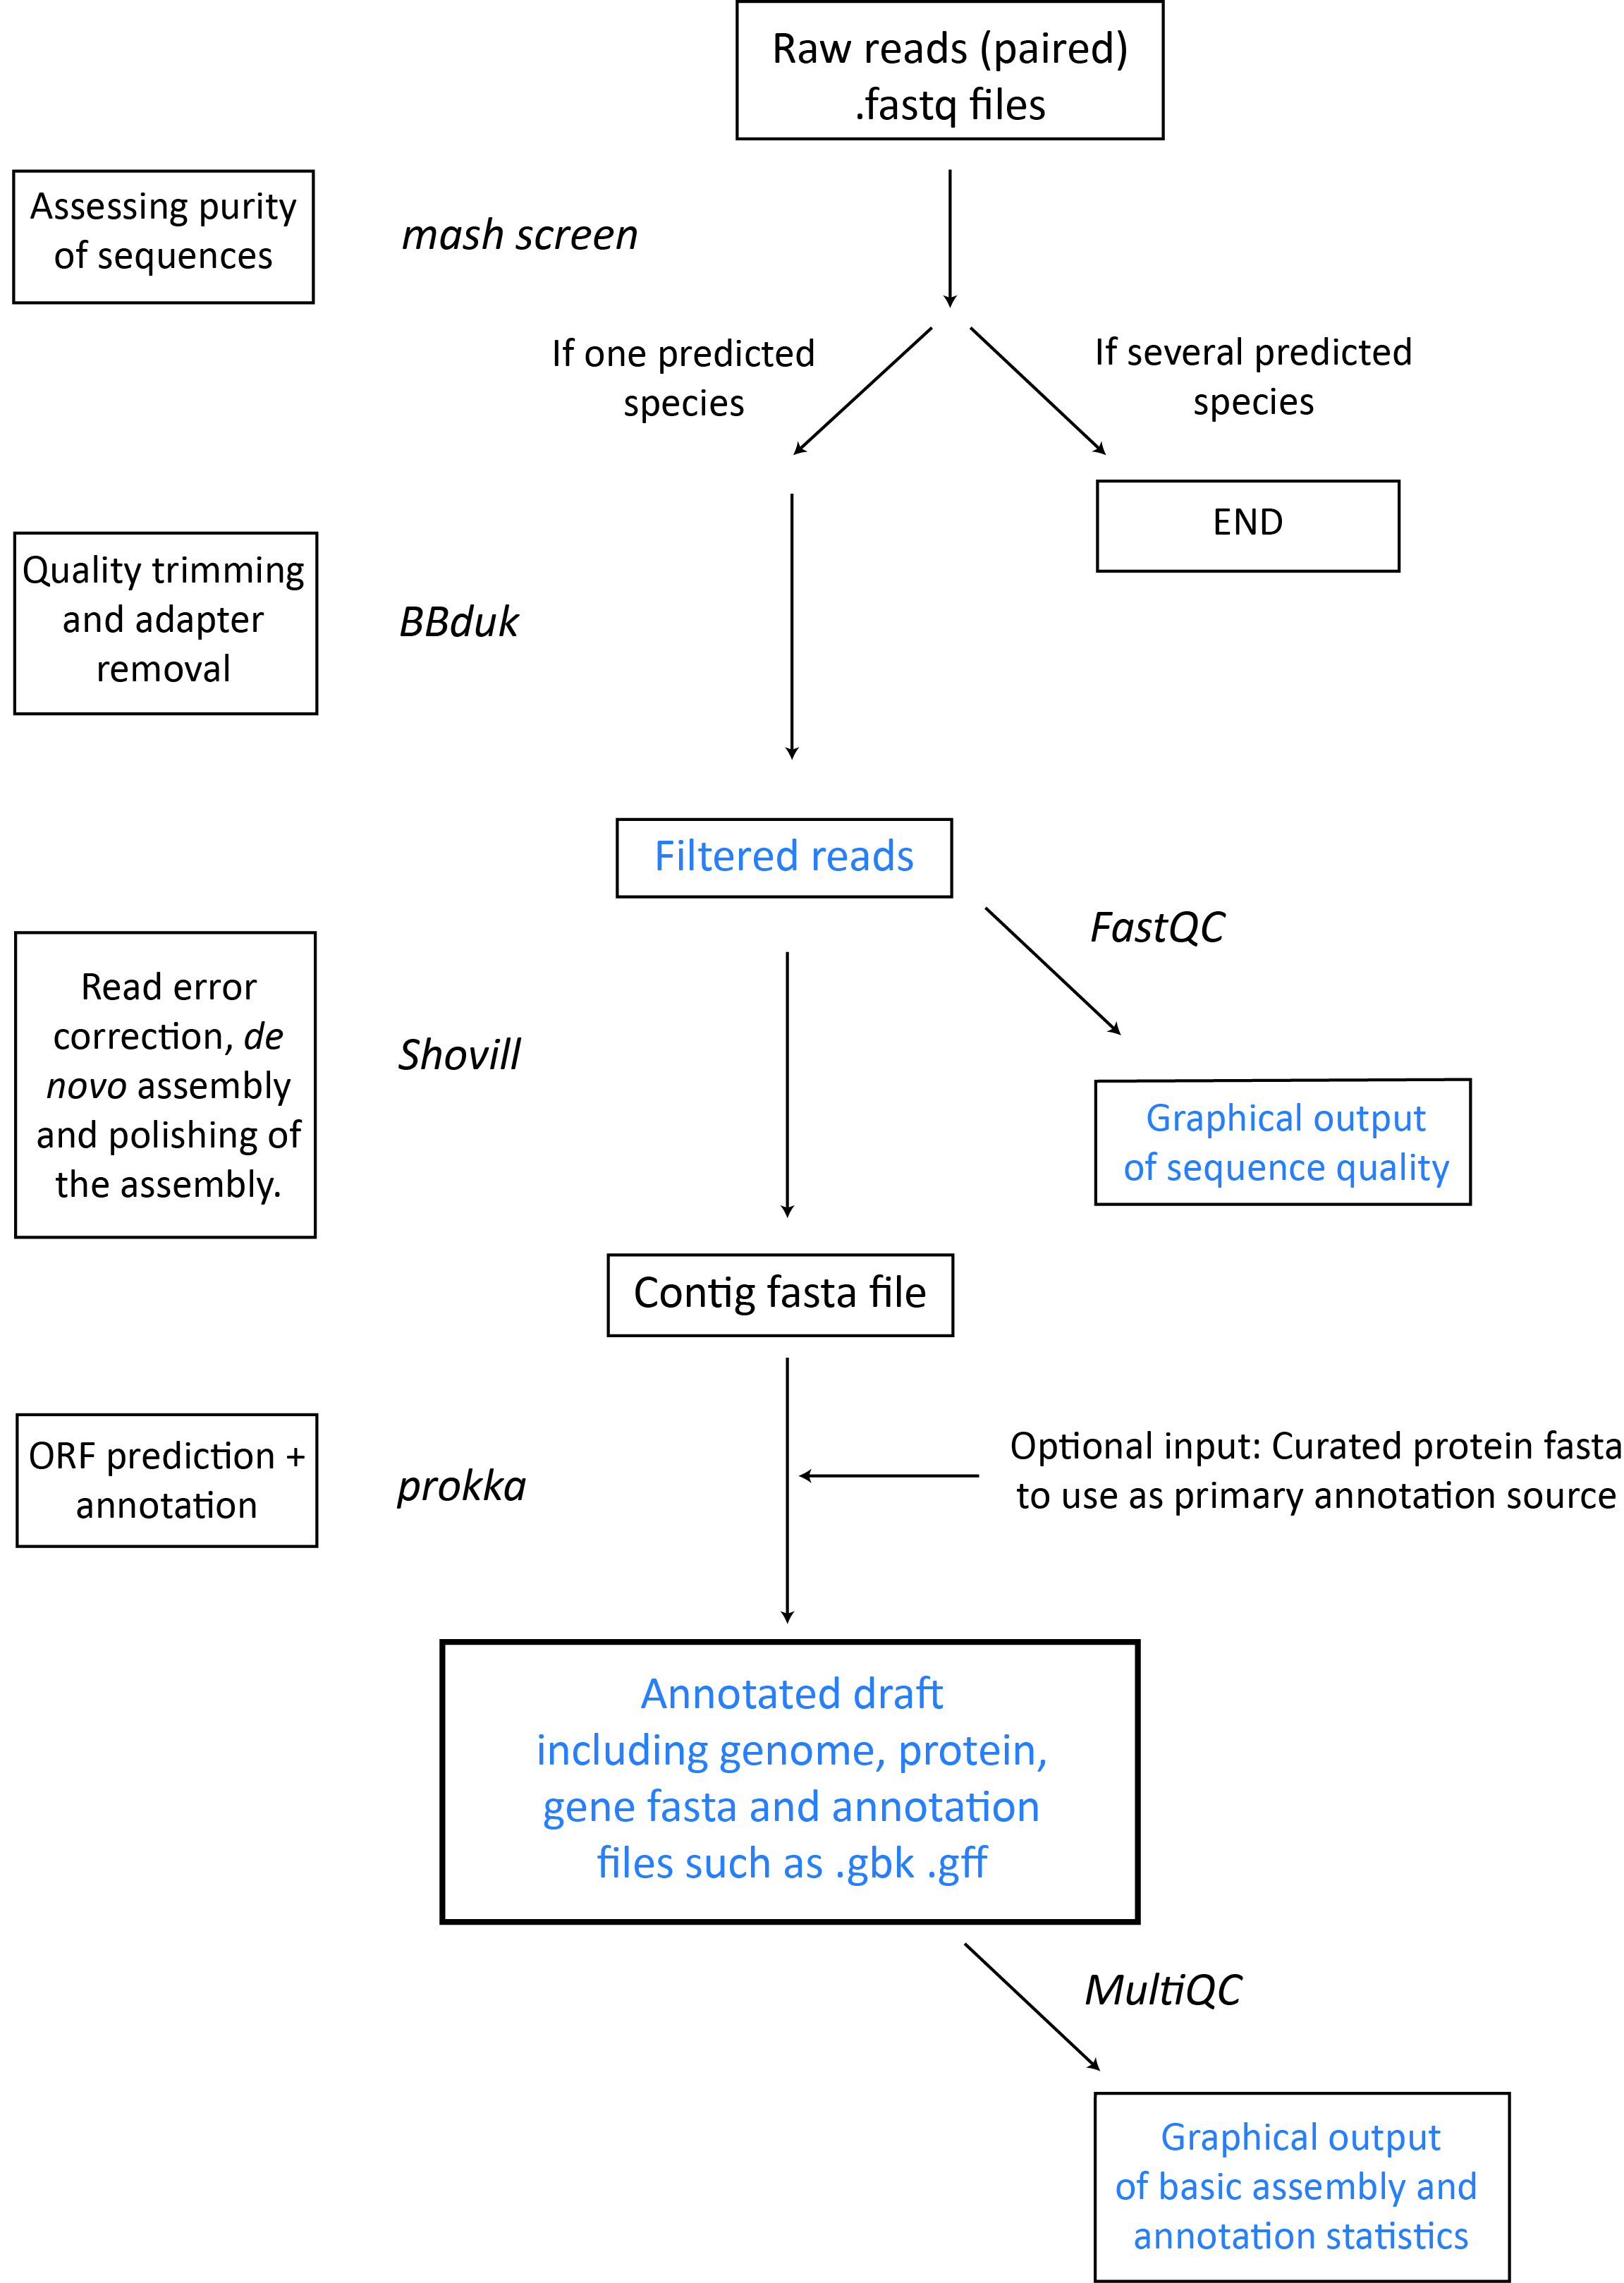 Raw reads (paired)
.fastq files
Assessing purity
of sequences
mash screen
If one predicted
species
If several predicted
species
END
Quality trimming
and adapter
removal
BBduk
Filtered reads
FastQC
Read error
correction, de
novo assembly
and polishing of
the assembly.
Shovill
Graphical output
of sequence quality
Contig fasta file
ORF prediction +
annotation
prokka
Optional input: Curated protein fasta
to use as primary annotation source
Annotated draft
including genome, protein,
gene fasta and annotation
files such as .gbk .gff
MultiQC
Graphical output
of basic assembly and
annotation statistics